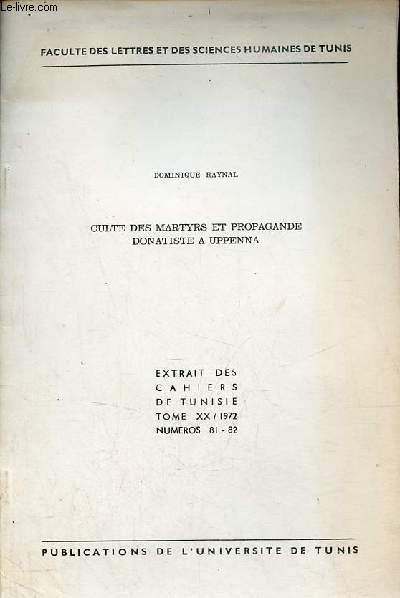 Le-livre.com
FACULTE DES LETTRES ET DES SCIENCES HUMAINES DE TUNIS
DOMINIQUE RAYNAL
CULTE DES MARTYRS ET PROPAGANDE
DONATISTE A UPPENNA
EXTRAIT DES
CAHIERS
DE TUNISIE
TOME XX / 1972
NUMEROS 81 - 82
PUBLICATIONS DE L'UNIVERSITE DE TUNIS